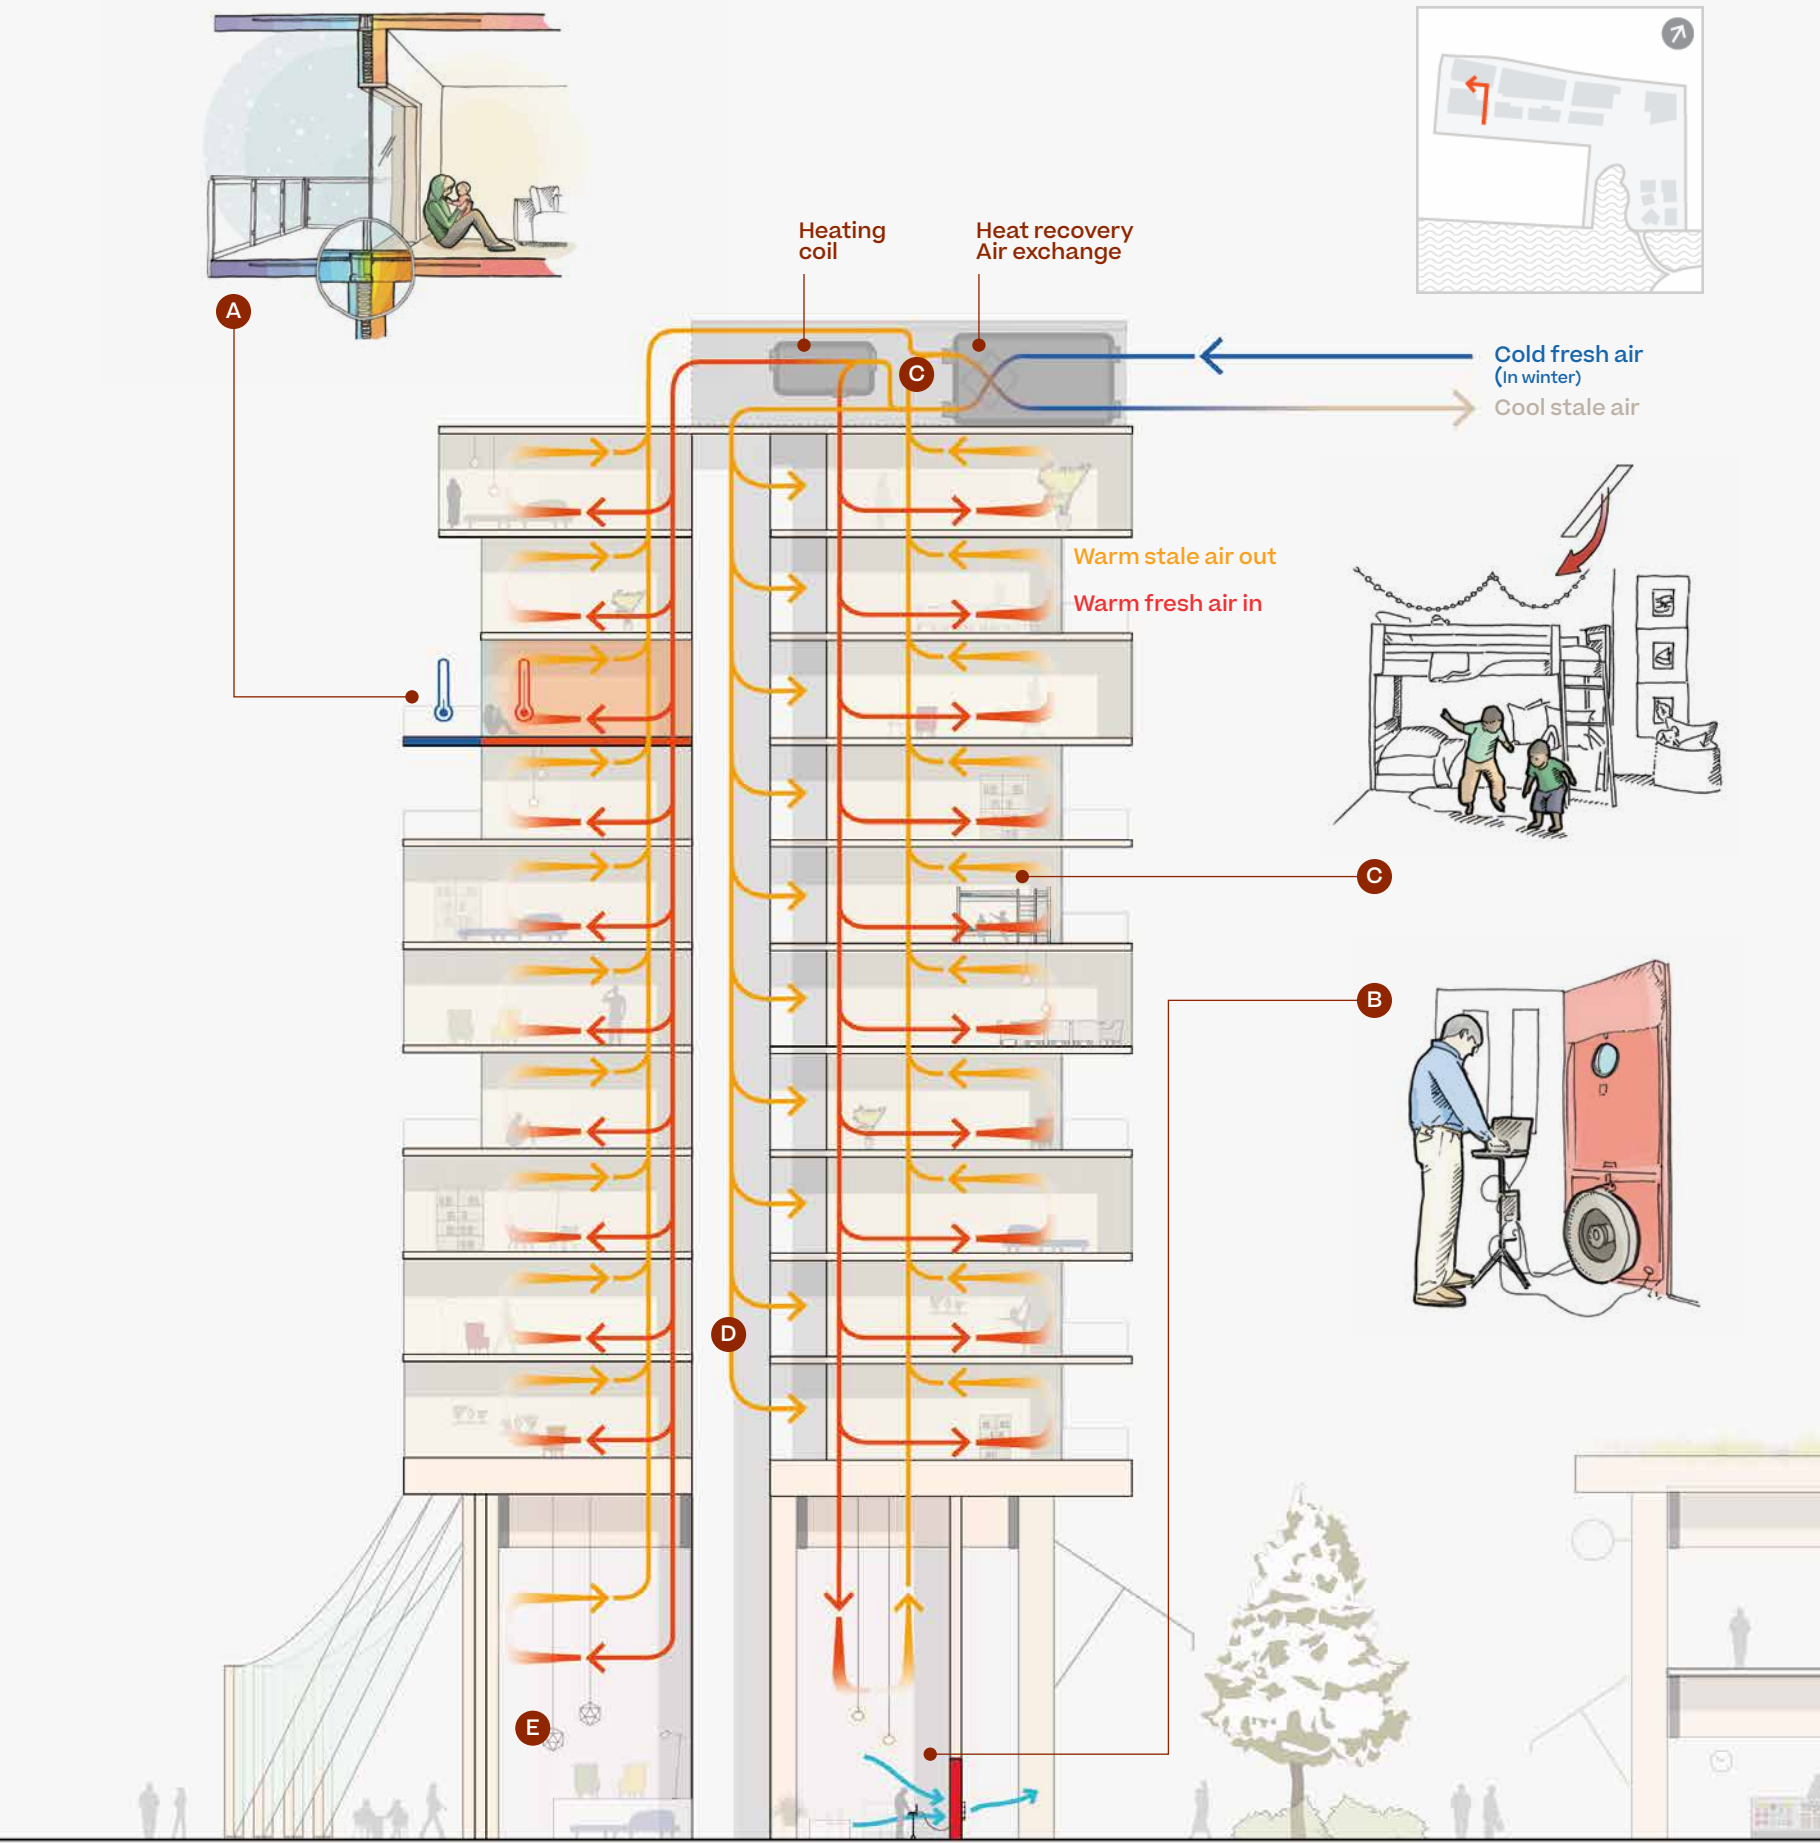 Heating
coil
Heat recovery
Air exchange
A
C
Cold fresh air
(In winter)
Cool stale air
Warm stale air out
Warm fresh air in
C
B
D
E